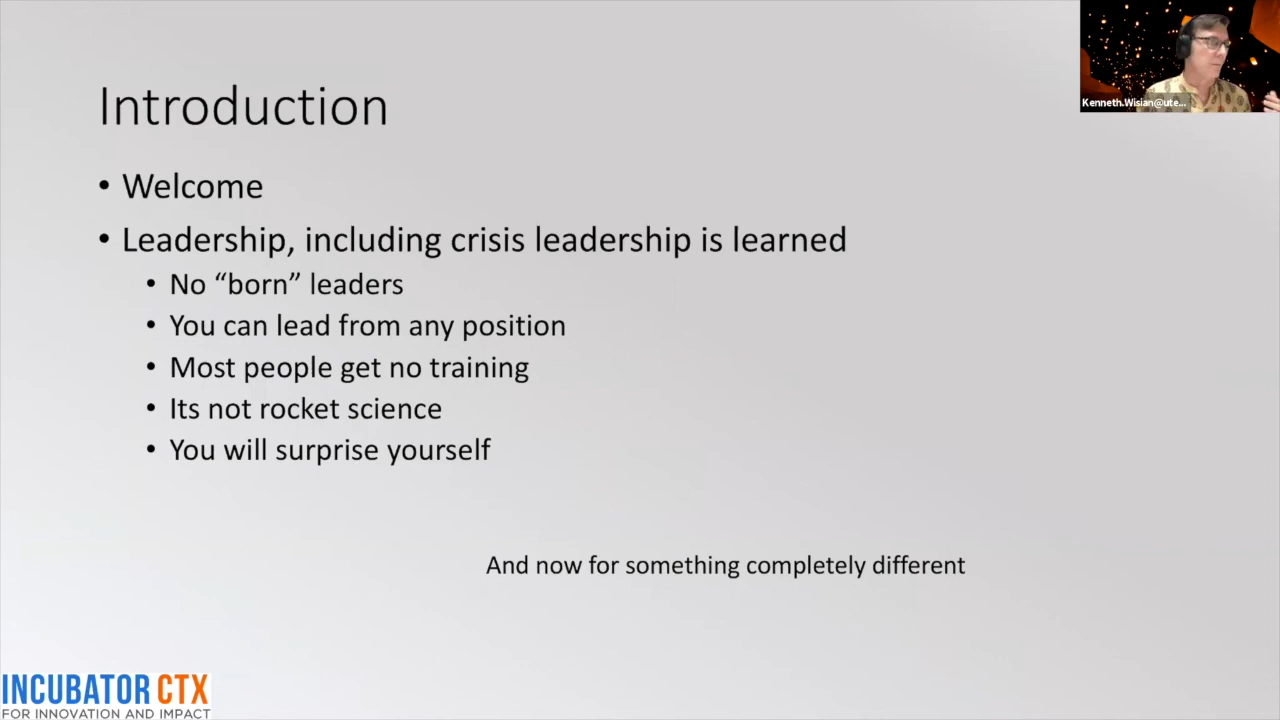 Introduction
• Welcome
• Leadership, including crisis leadership is learned
• No “born” leaders
• You can lead from any position
• Most people get no training
• Its not rocket science
• You will surprise yourself
And now for something completely different
Kenneth.Wisian@ute...
INCUBATOR CTX
FOR INNOVATION AND IMPACT